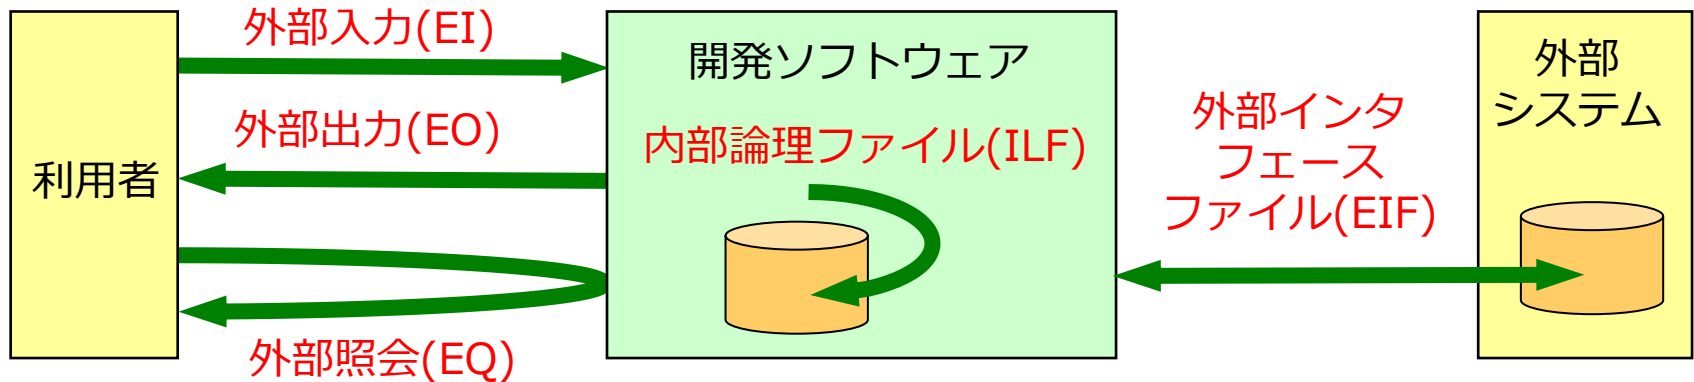 外部入力(EI)
外部出力(EO)
利用者
外部照会(EQ)
開発ソフトウェア
内部論理ファイル(ILF)
外部インタ
フェース
ファイル(EIF)
外部
システム